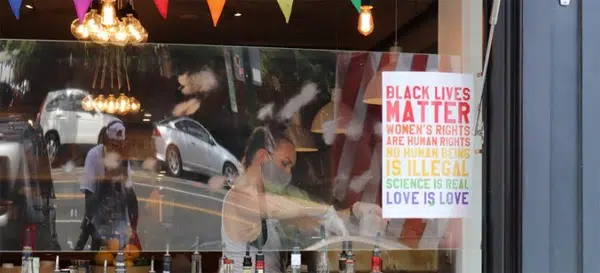 BLACK LIVES
MATTER
WOMEN'S RIGHTS
ARE HUMAN RIGHTS
NO HUMAN BEING
IS ILLEGAL
SCIENCE IS REAL
LOVE IS LOVE